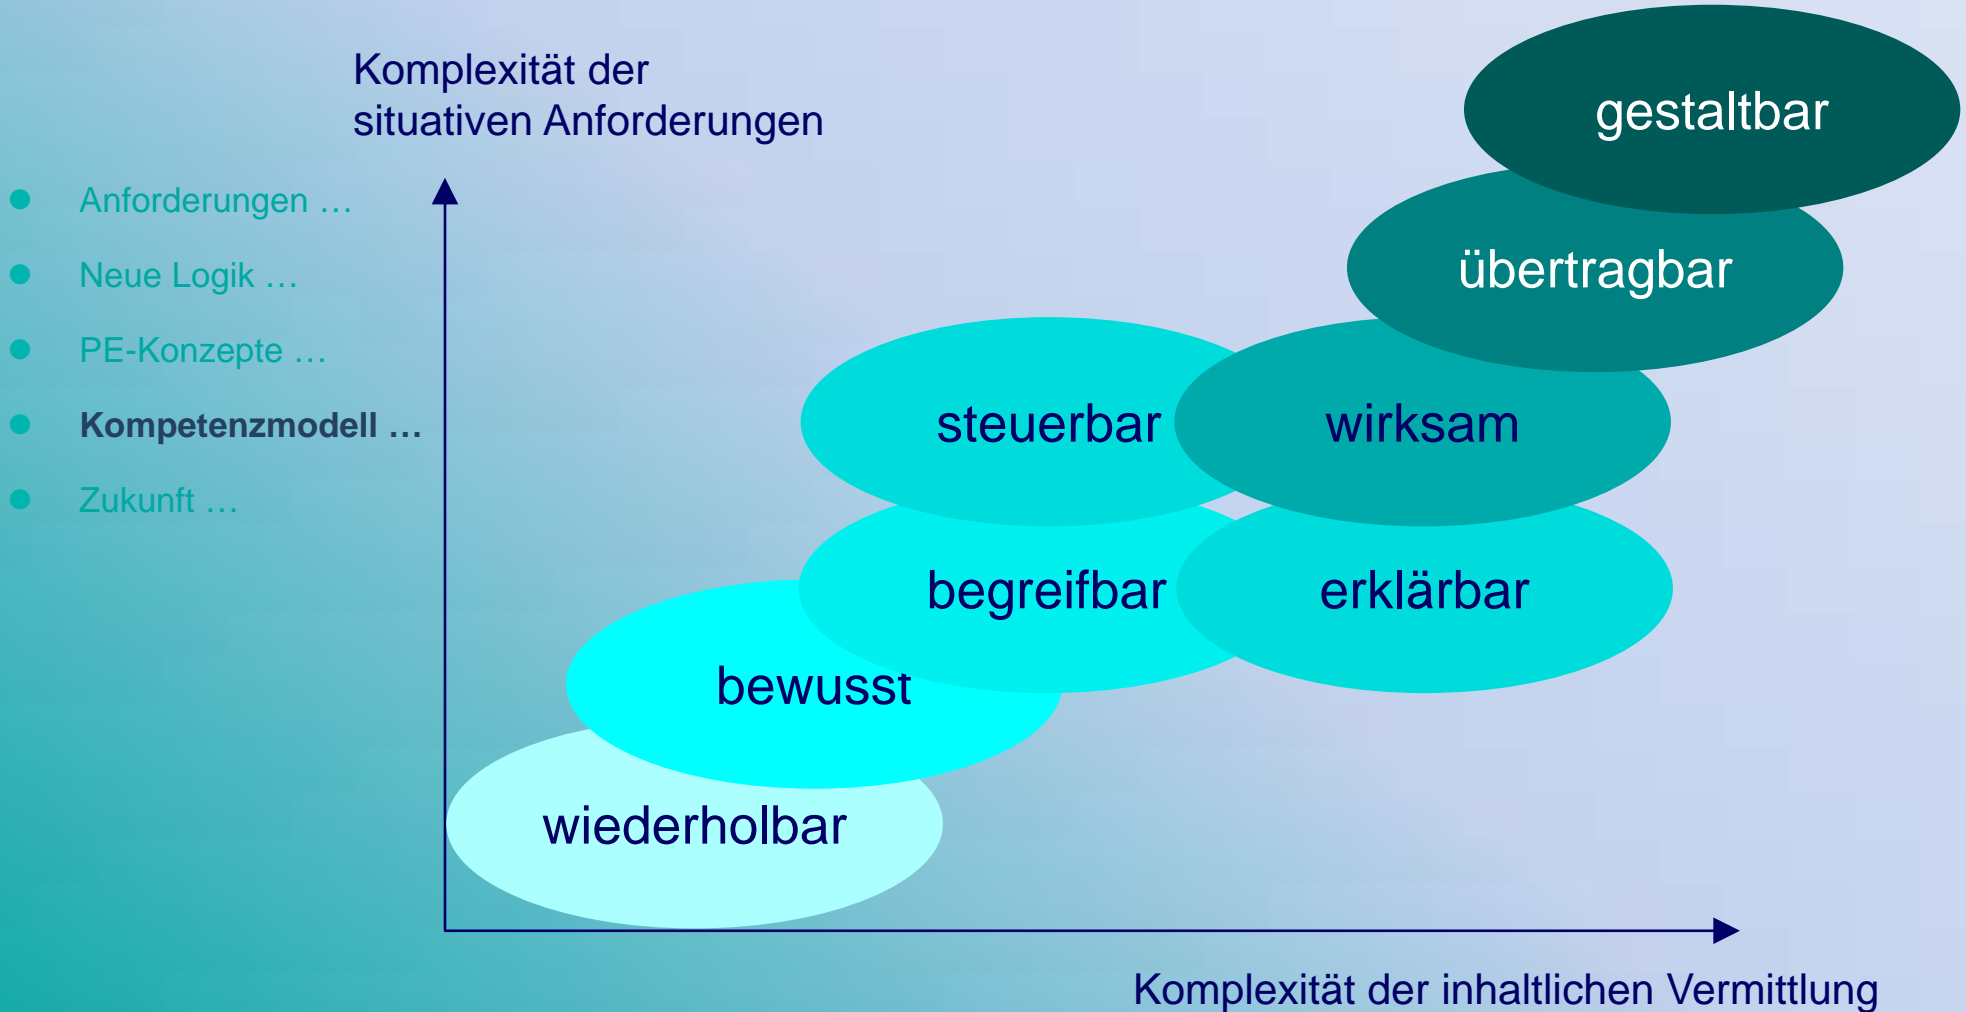 Komplexität der
situativen Anforderungen
Anforderungen …
Neue Logik …
PE-Konzepte …
Kompetenzmodell …
Zukunft …
gestaltbar
übertragbar
steuerbar
wirksam
begreifbar
erklärbar
bewusst
wiederholbar
Komplexität der inhaltlichen Vermittlung